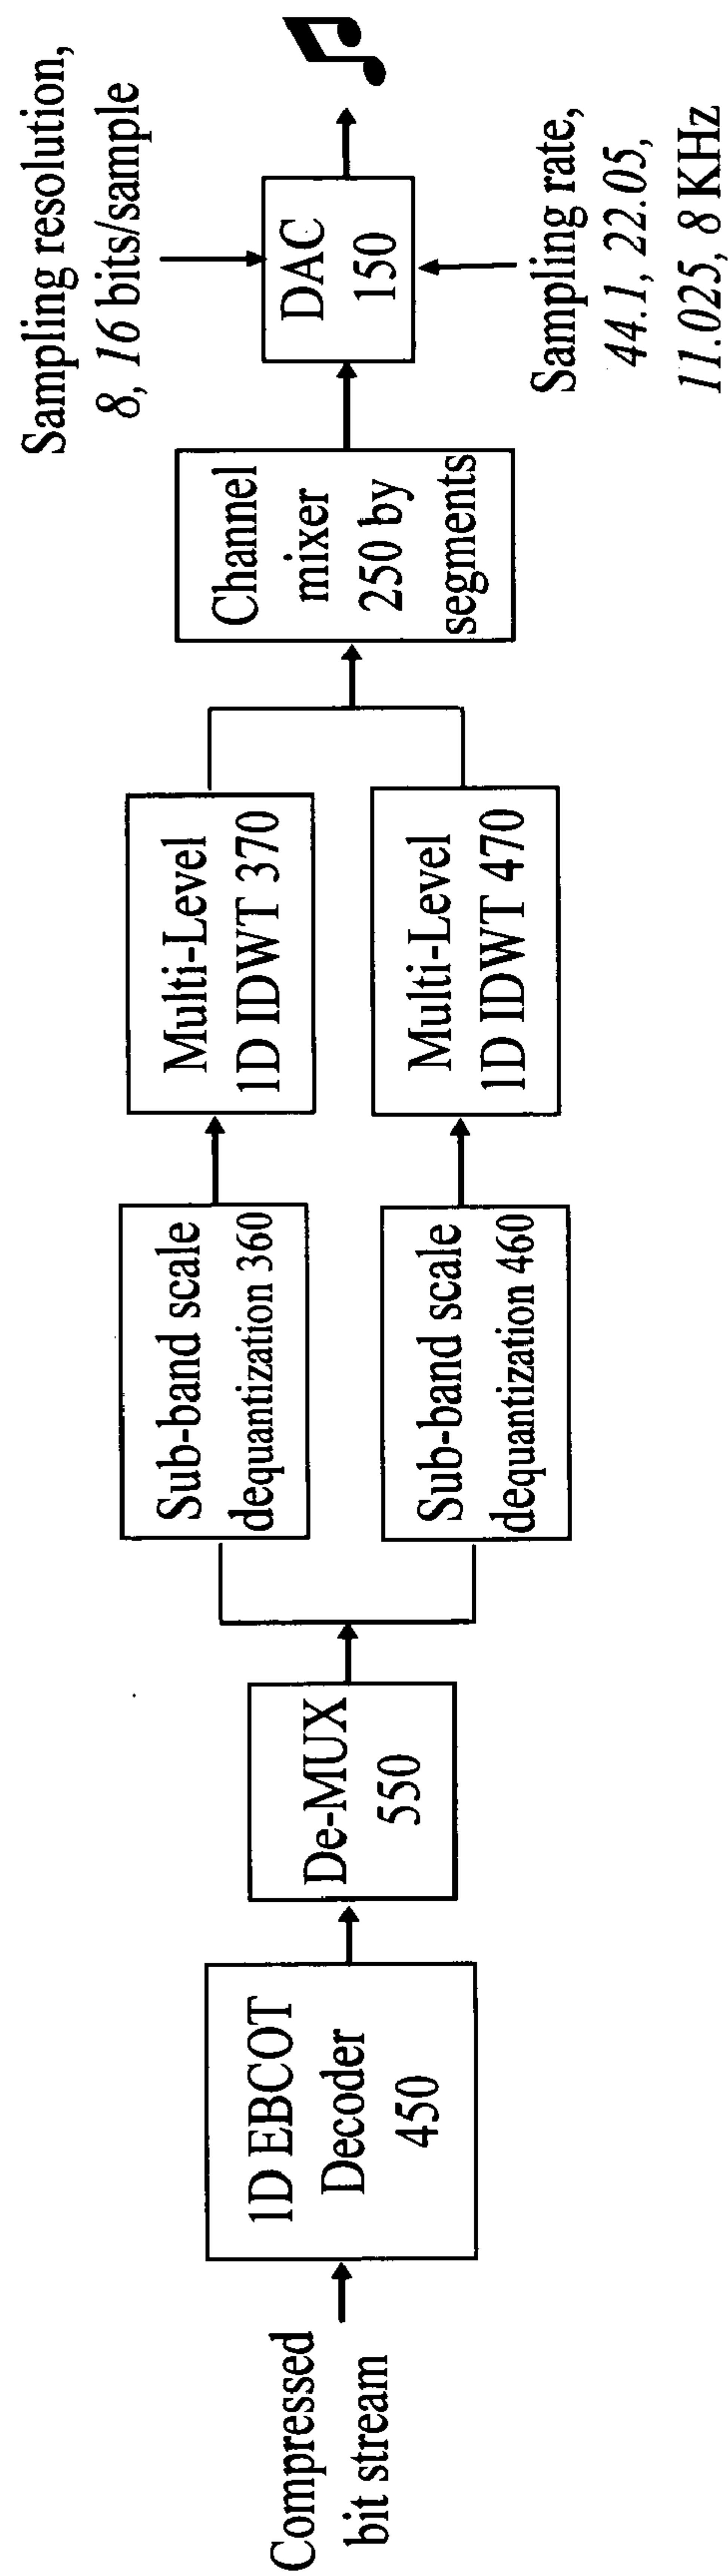 Compressed
bit stream
1D EBCOT
Decoder
450
De-MUX
550
Sub-band scale
dequantization 360
Sub-band scale
dequantization 460
Multi-Level
1D IDWT 370
Multi-Level
1D IDWT 470
Channel
mixer
250 by
segments
Sampling resolution,
8, 16 bits/sample
DAC
150
Sampling rate,
44.1, 22.05,
11.025, 8 KHz